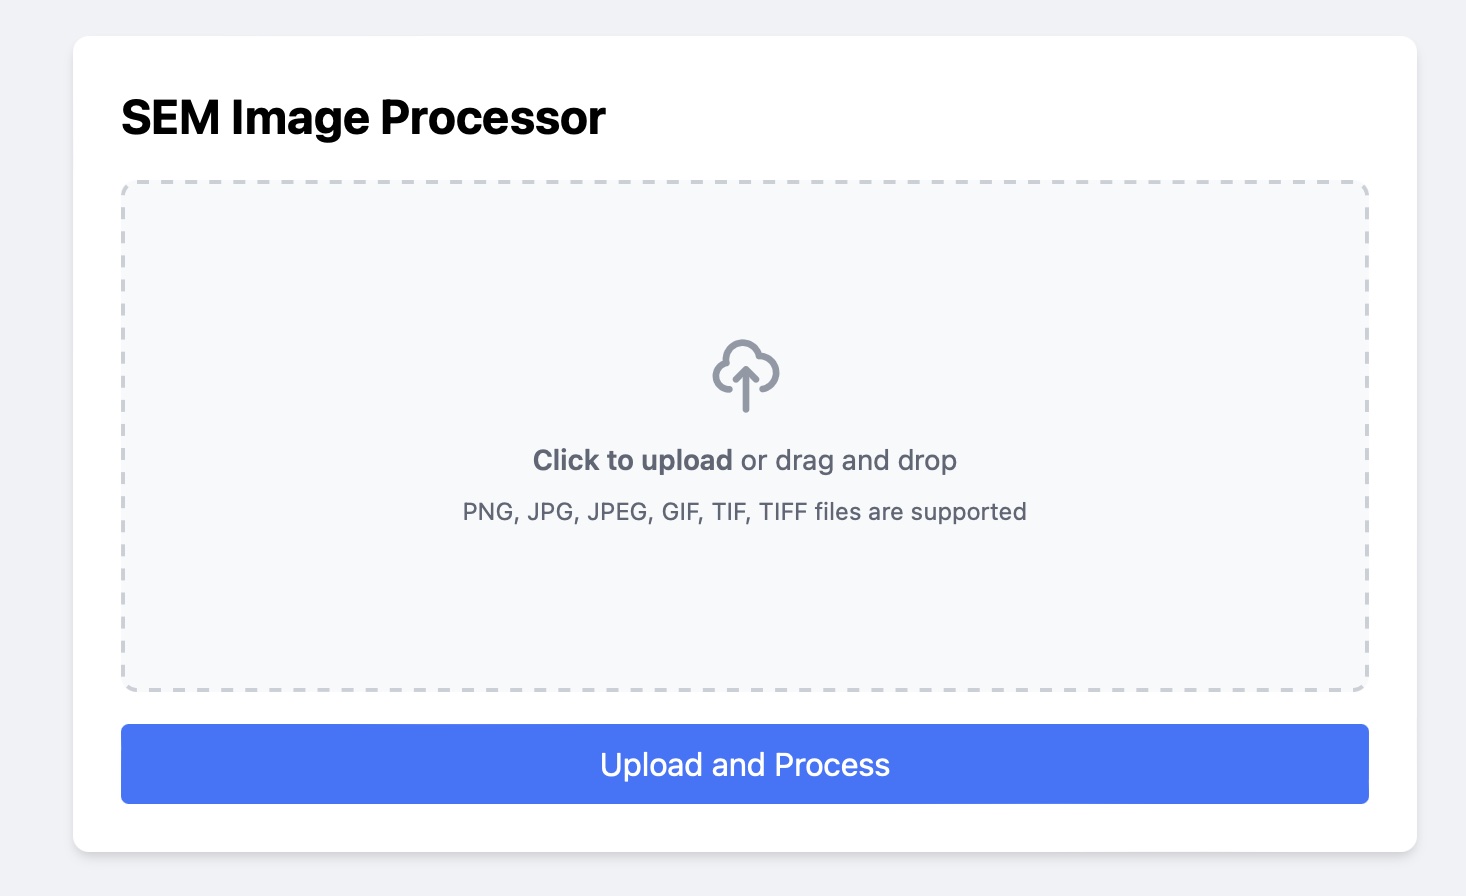 SEM Image Processor
Click to upload or drag and drop
PNG, JPG, JPEG, GIF, TIF, TIFF files are supported
Upload and Process